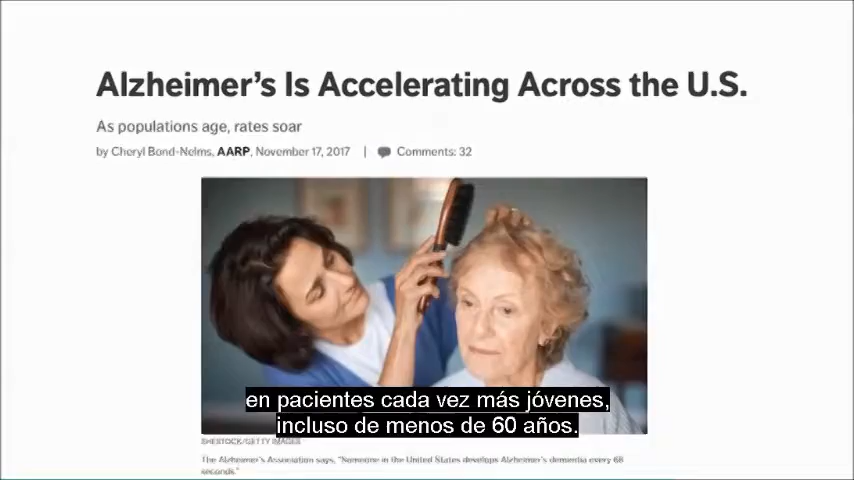 Alzheimer's Is Accelerating Across the U.S.
As populations age, rates soar
by Cheryl Bond-Nelms, AARP, November 17, 2017 | Comments: 32
en pacientes cada vez más jóvenes,
incluso de menos de 60 años.
SHESTOCK/GETTY IMAGES
The Alzheimer's Association says, "Someone in the United States develops Alzheimer's dementia every 66
seconds."